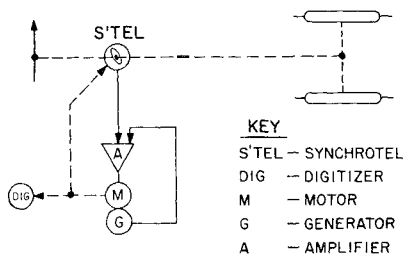 S'TEL
A
DIG
M
G
KEY
S'TEL – SYNCHROTEL
DIG – DIGITIZER
M – MOTOR
G – GENERATOR
A – AMPLIFIER